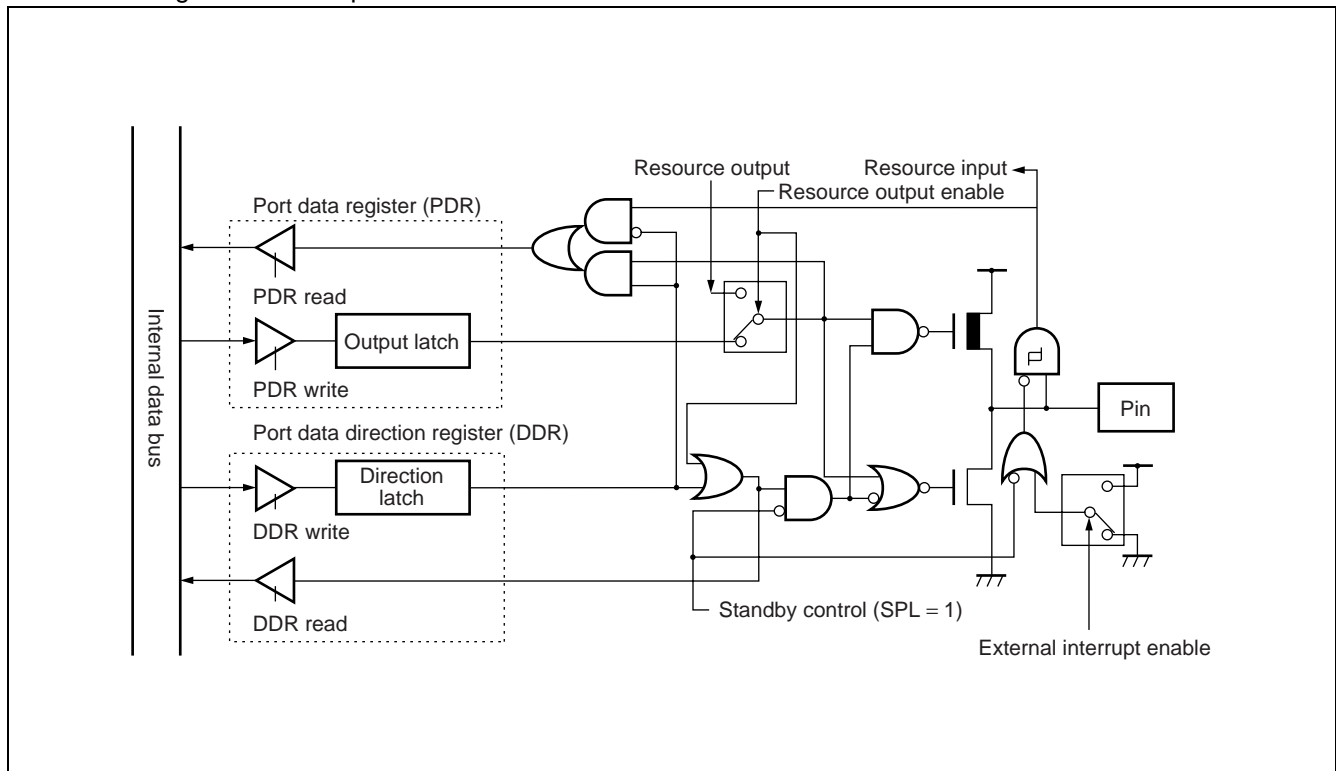 Resource output
Resource input
Resource output enable
Port data register (PDR)
PDR read
Internal data bus
Output latch
PDR write
Pin
Port data direction register (DDR)
Direction
latch
DDR write
Standby control (SPL = 1)
DDR read
External interrupt enable